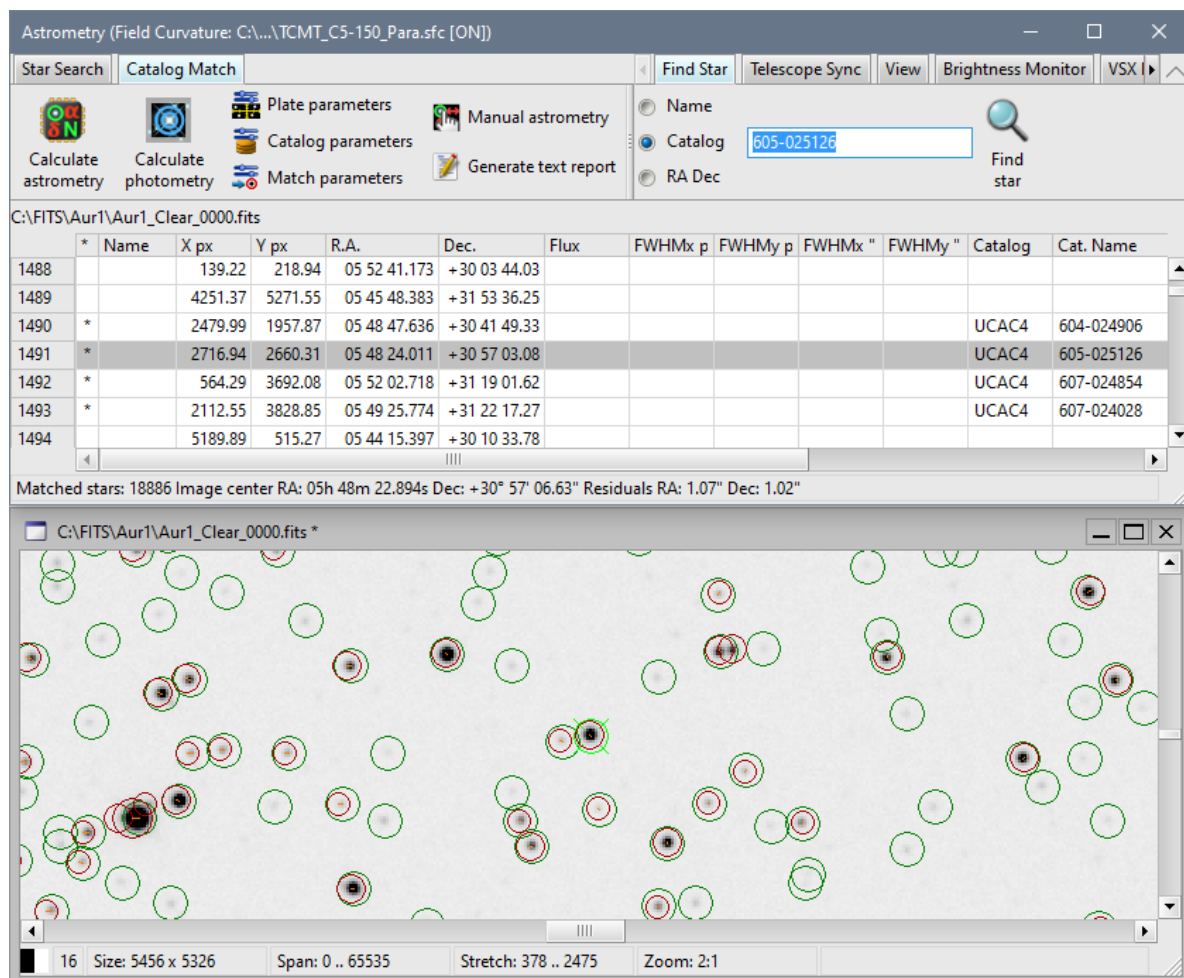 Astrometry (Field Curvature: C:\...\TCMT_C5-150_Para.sfc [ON])
Star Search Catalog Match Find Star Telescope Sync View Brightness Monitor VSX
Calculate astrometry
Calculate photometry
Plate parameters
Catalog parameters
Match parameters
Manual astrometry
Generate text report
Name
Catalog 605-025126
RA Dec
Find star
C:\FITS\Aur1\Aur1_Clear_0000.fits
* Name X px Y px R.A. Dec. Flux FWHMx p FWHMy p FWHMx " FWHMy " Catalog Cat. Name
1488 139.22 218.94 05 52 41.173 +30 03 44.03
1489 4251.37 5271.55 05 45 48.383 +31 53 36.25
1490 * 2479.99 1957.87 05 48 47.636 +30 41 49.33 UCAC4 604-024906
1491 * 2716.94 2660.31 05 48 24.011 +30 57 03.08 UCAC4 605-025126
1492 * 564.29 3692.08 05 52 02.718 +31 19 01.62 UCAC4 607-024854
1493 * 2112.55 3828.85 05 49 25.774 +31 22 17.27 UCAC4 607-024028
1494 5189.89 515.27 05 44 15.397 +30 10 33.78
Matched stars: 18886 Image center RA: 05h 48m 22.894s Dec: +30° 57' 06.63" Residuals RA: 1.07" Dec: 1.02"
C:\FITS\Aur1\Aur1_Clear_0000.fits *
16 Size: 5456 x 5326 Span: 0 .. 65535 Stretch: 378 .. 2475 Zoom: 2:1